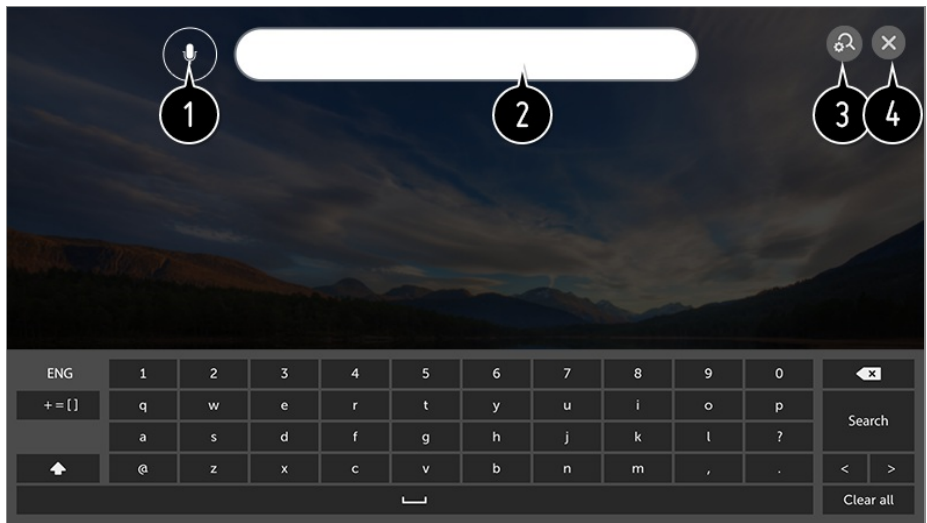 1 2 3 4
ENG 1 2 3 4 5 6 7 8 9 0
+=[] q w e r t y u i o p
Search
a s d f g h j k l ?
@ z x c v b n m , . < >
Clear all